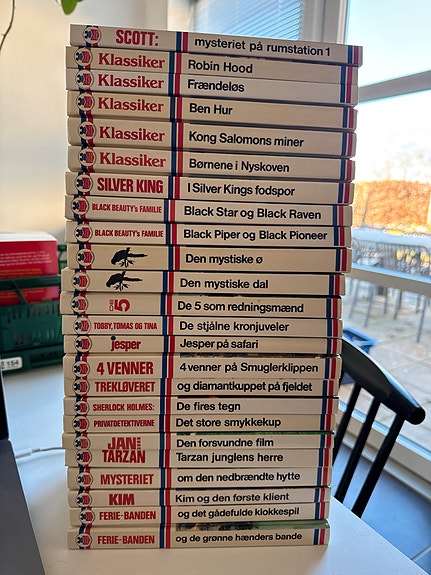 SCOTT: mysteriet på rumstation 1
Klassiker Robin Hood
Klassiker Frændeløs
Klassiker Ben Hur
Klassiker Kong Salomons miner
Klassiker Børnene i Nyskoven
SILVER KING I Silver Kings fodspor
BLACK BEAUTY's FAMILIE Black Star og Black Raven
BLACK BEAUTY's FAMILIE Black Piper og Black Pioneer
Den mystiske ø
Den mystiske dal
DE 5 De 5 som redningsmænd
TOBBY, TOMAS OG TINA De stjålne kronjuveler
jesper Jesper på safari
4 VENNER 4 venner på Smuglerklippen
TREKLØVERET og diamantkuppet på fjeldet
SHERLOCK HOLMES: De fires tegn
PRIVATDETEKTIVERNE Det store smykkekup
JAN Den forsvundne film
TARZAN Tarzan junglens herre
MYSTERIET om den nedbrændte hytte
KIM Kim og den første klient
FERIE-BANDEN og det gådefulde klokkespil
FERIE-BANDEN og de grønne hænders bande
154